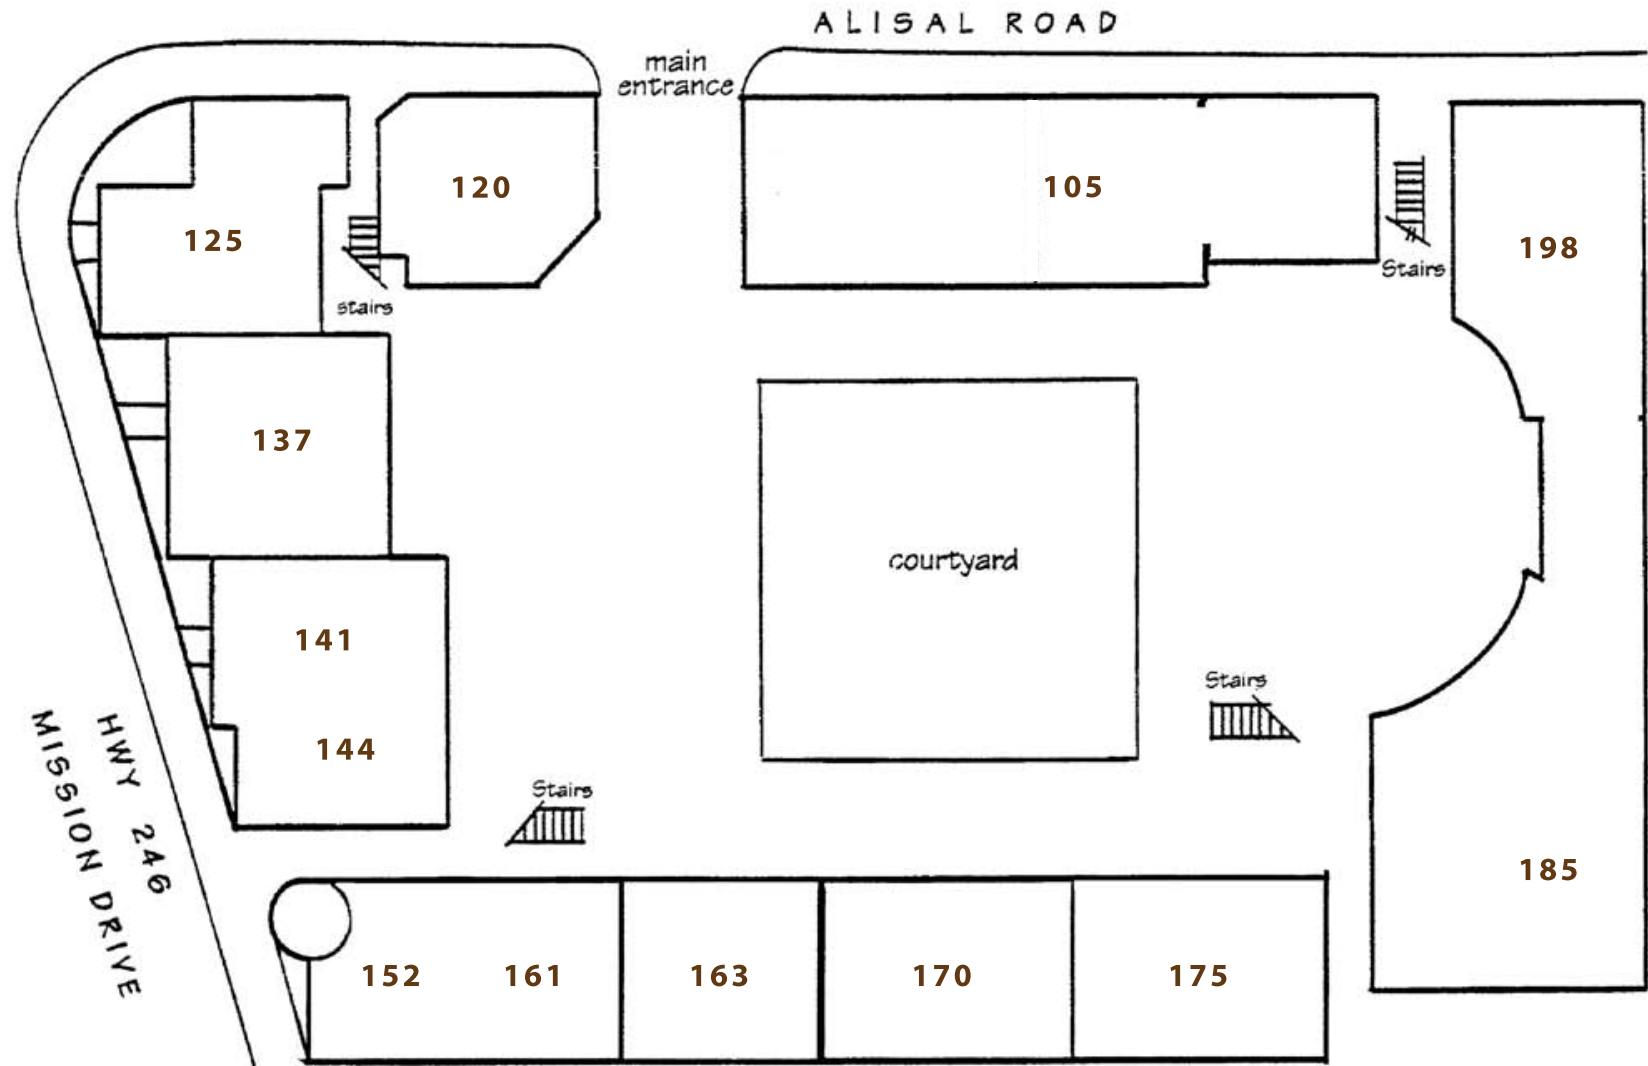 ALISAL ROAD
main
entrance
120
105
125
198
Stairs
stairs
137
courtyard
141
Stairs
144
HWY 246
MISSION DRIVE
Stairs
185
152
161
163
170
175